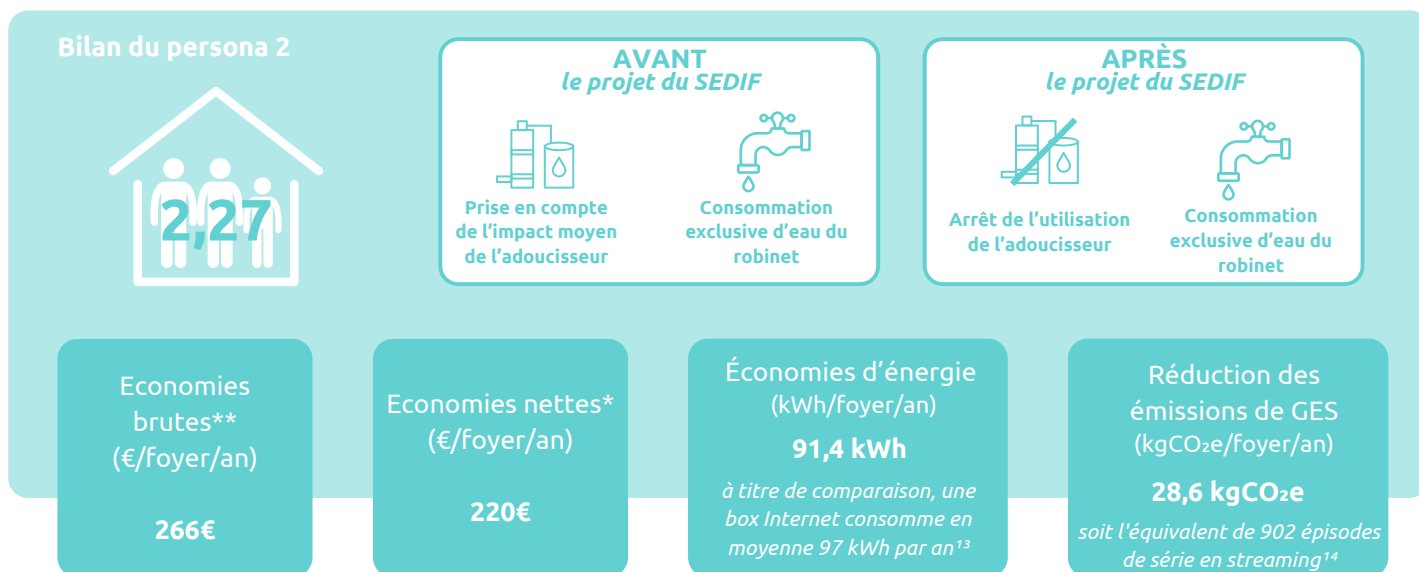 Bilan du persona 2
2,27
AVANT
le projet du SEDIF
Prise en compte
de l'impact moyen
de l'adoucisseur
Consommation
exclusive d'eau du
robinet
APRÈS
le projet du SEDIF
Arrêt de l'utilisation
de l'adoucisseur
Consommation
exclusive d'eau du
robinet
Economies
brutes**
(€/foyer/an)
266€
Economies nettes*
(€/foyer/an)
220€
Économies d'énergie
(kWh/foyer/an)
91,4 kWh
à titre de comparaison, une
box Internet consomme en
moyenne 97 kWh par an¹³
Réduction des
émissions de GES
(kgCO₂e/foyer/an)
28,6 kgCO₂e
soit l'équivalent de 902 épisodes
de série en streaming¹⁴